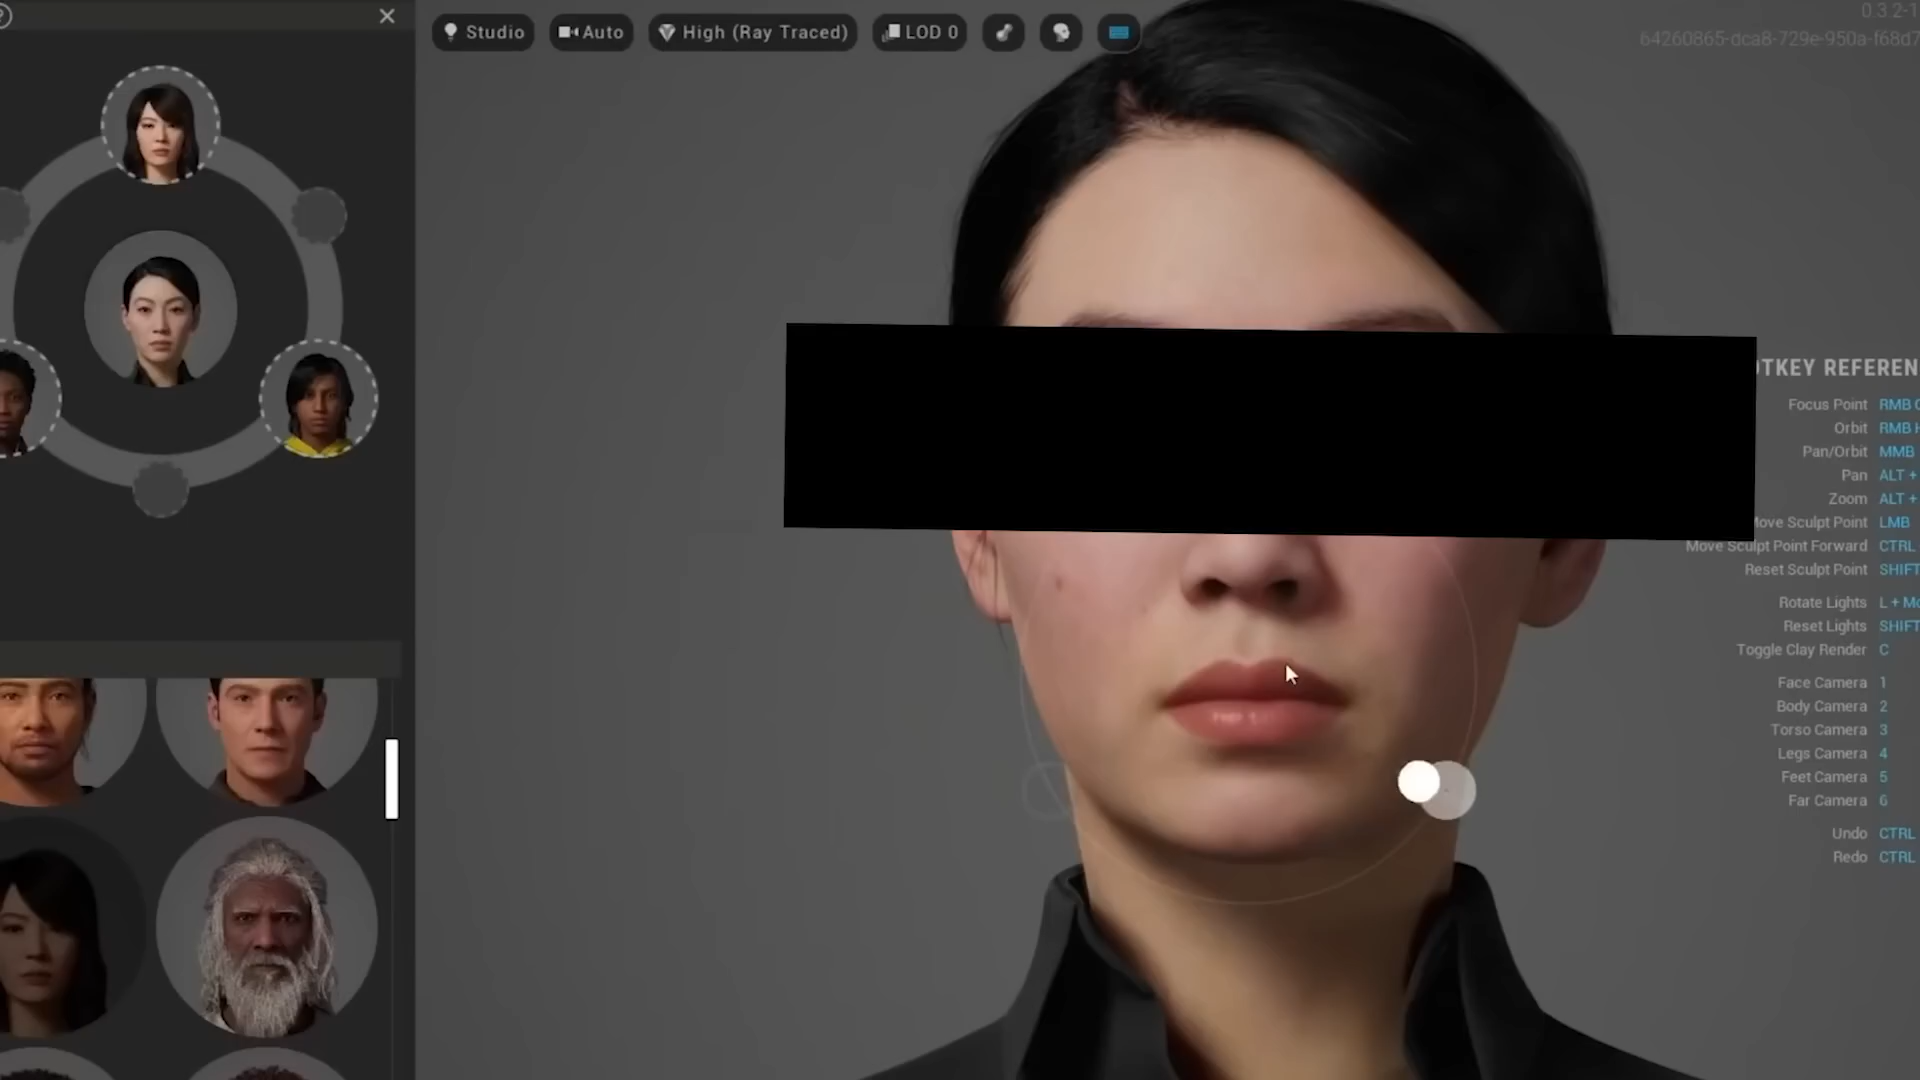 Studio
Auto
High (Ray Traced)
LOD 0
0.3.2-1
64260865-dca8-729e-950a-f68d7
OTKEY REFEREN
Focus Point RMB
Orbit RMB H
Pan/Orbit MMB
Pan ALT +
Zoom ALT +
Move Sculpt Point LMB
Move Sculpt Point Forward CTRL
Reset Sculpt Point SHIFT
Rotate Lights L + Mo
Reset Lights SHIFT
Toggle Clay Render C
Face Camera 1
Body Camera 2
Torso Camera 3
Legs Camera 4
Feet Camera 5
Far Camera 6
Undo CTRL
Redo CTRL